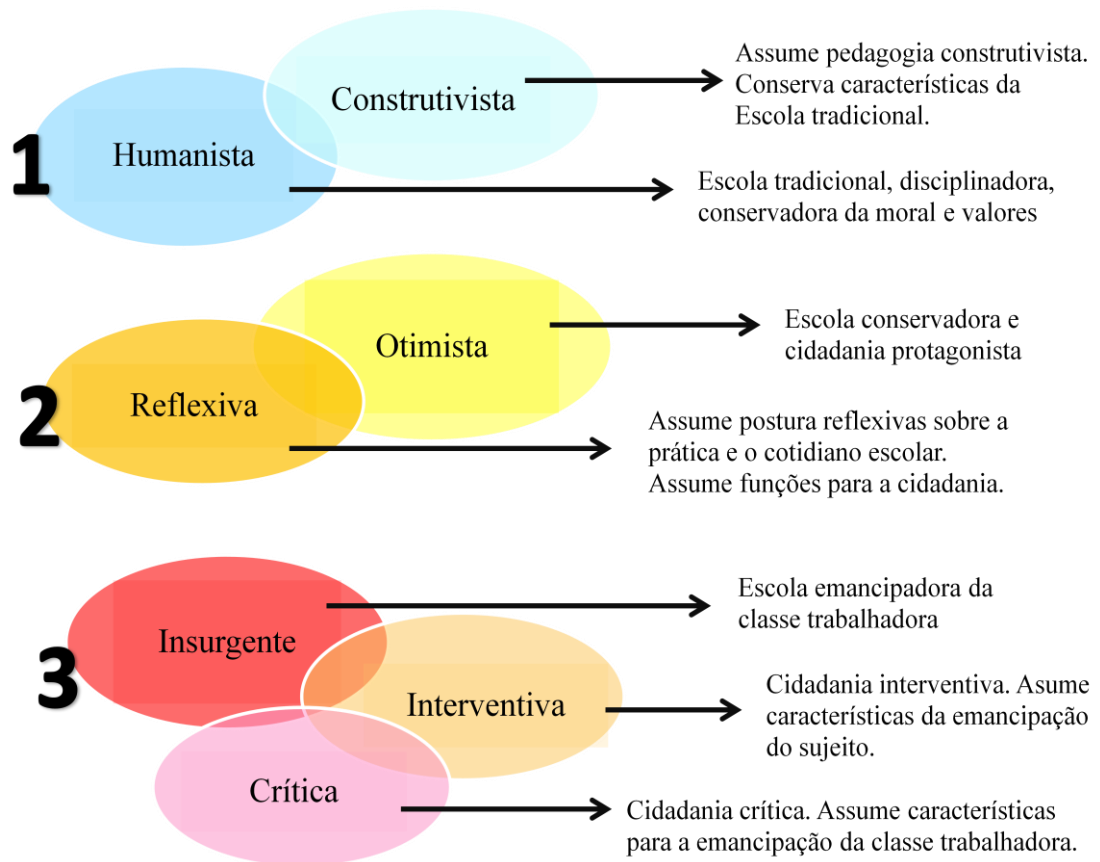 Construtivista
Assume pedagogia construtivista.
Conserva características da
Escola tradicional.
1
Humanista
Escola tradicional, disciplinadora,
conservadora da moral e valores
Otimista
Escola conservadora e
cidadania protagonista
2
Reflexiva
Assume postura reflexivas sobre a
prática e o cotidiano escolar.
Assume funções para a cidadania.
3
Insurgente
Escola emancipadora da
classe trabalhadora
Interventiva
Cidadania interventiva. Asume
características da emancipação
do sujeito.
Crítica
Cidadania crítica. Assume características
para a emancipação da classe trabalhadora.